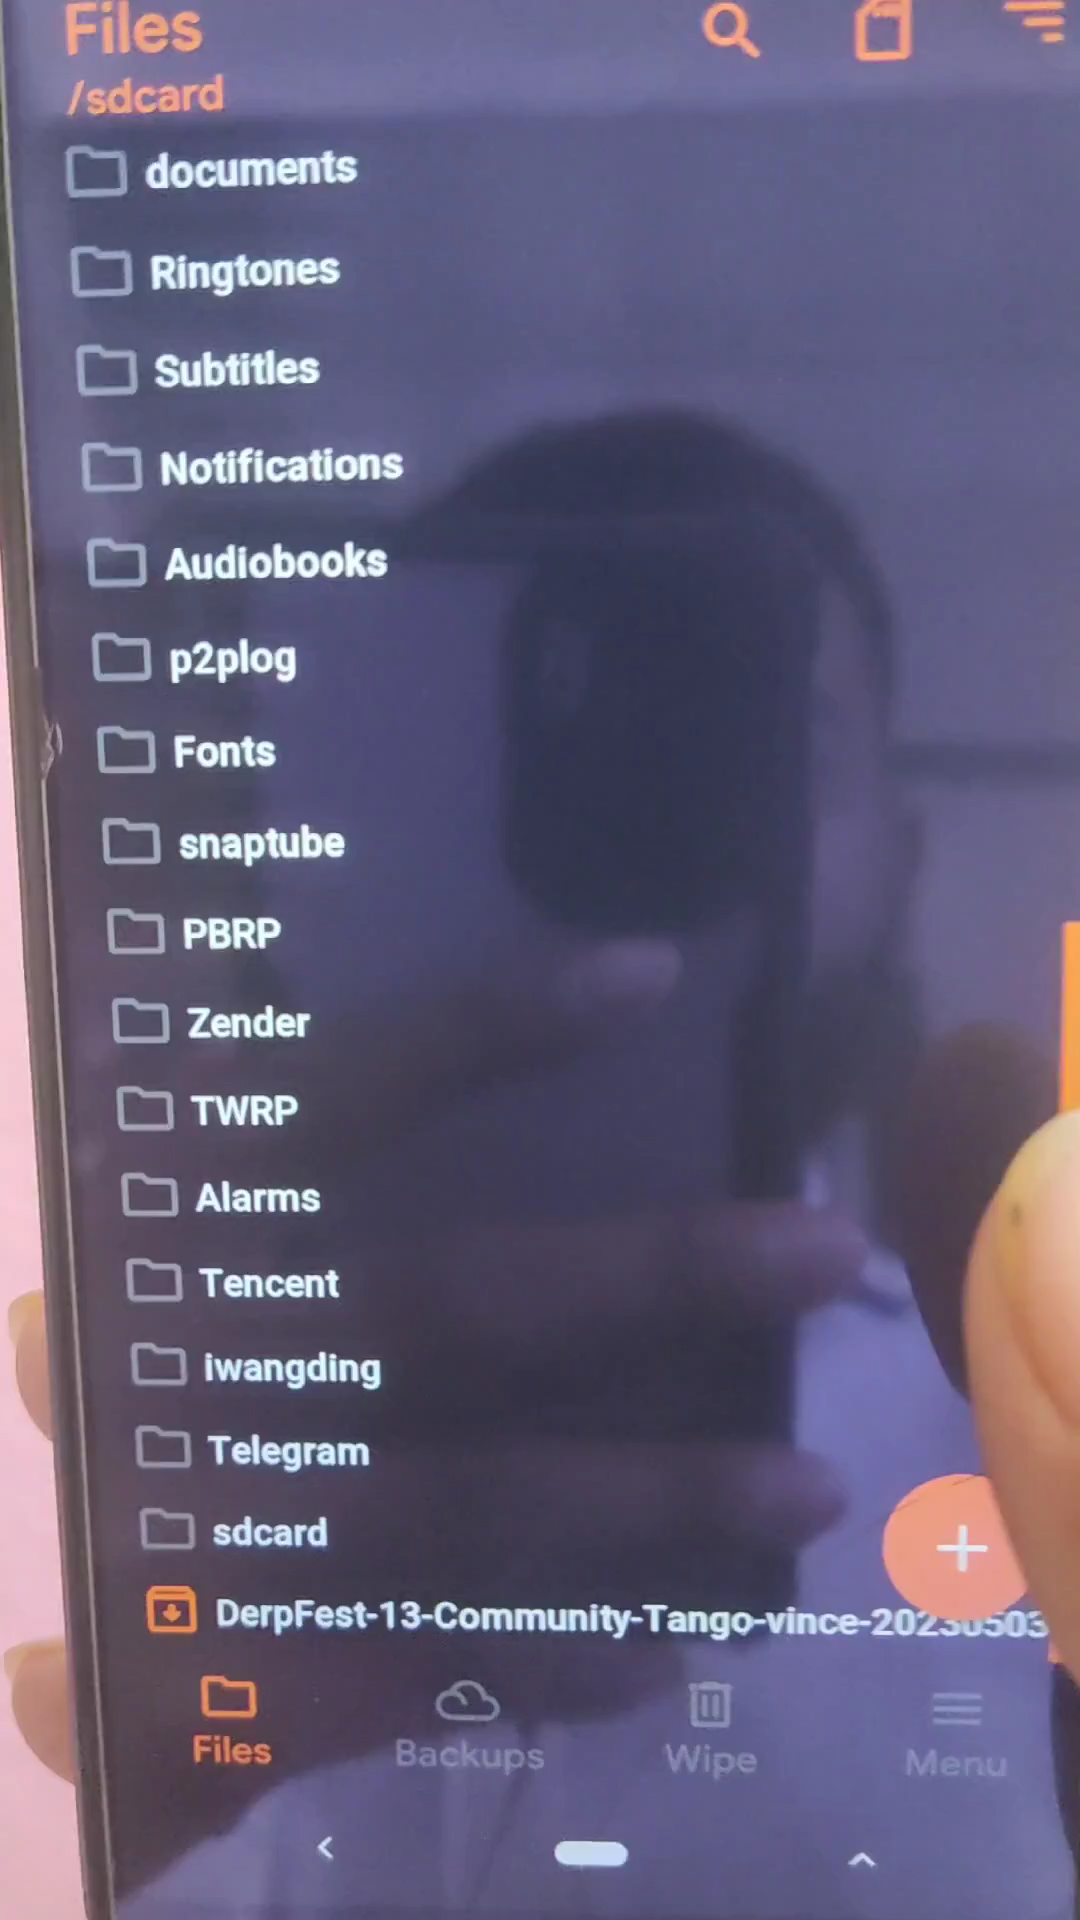 Files
/sdcard
documents
Ringtones
Subtitles
Notifications
Audiobooks
p2plog
Fonts
snaptube
PBRP
Zender
TWRP
Alarms
Tencent
iwangding
Telegram
sdcard
DerpFest-13-Community-Tango-vince-20230503
Files
Backups
Wipe
Menu